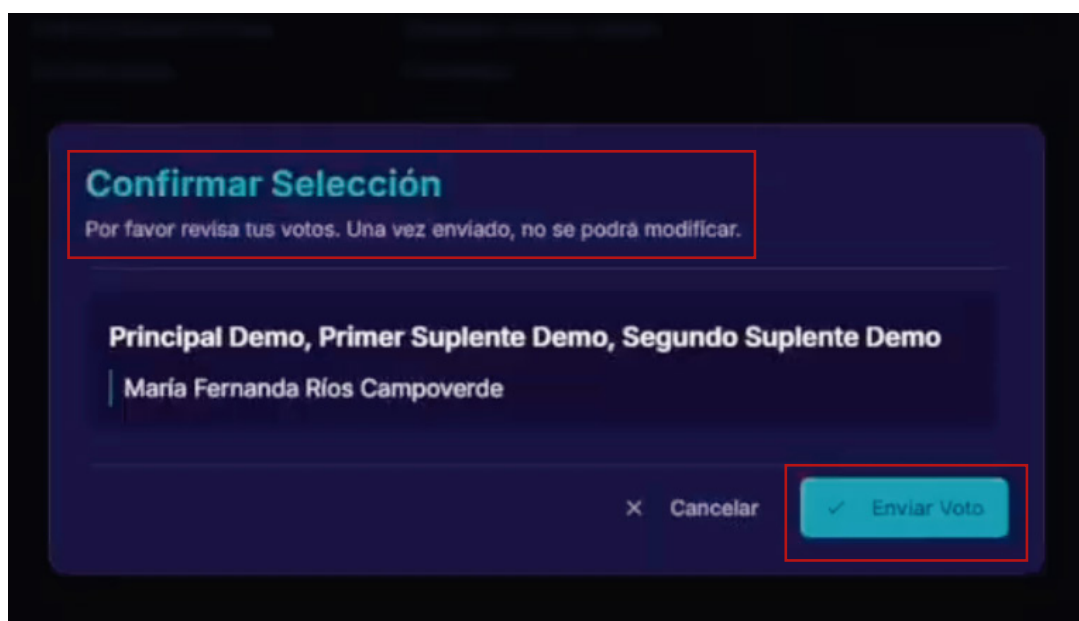 Confirmar Selección
Por favor revisa tus votos. Una vez enviado, no se podrá modificar.
Principal Demo, Primer Suplente Demo, Segundo Suplente Demo
María Fernanda Ríos Campoverde
Cancelar
Enviar Voto